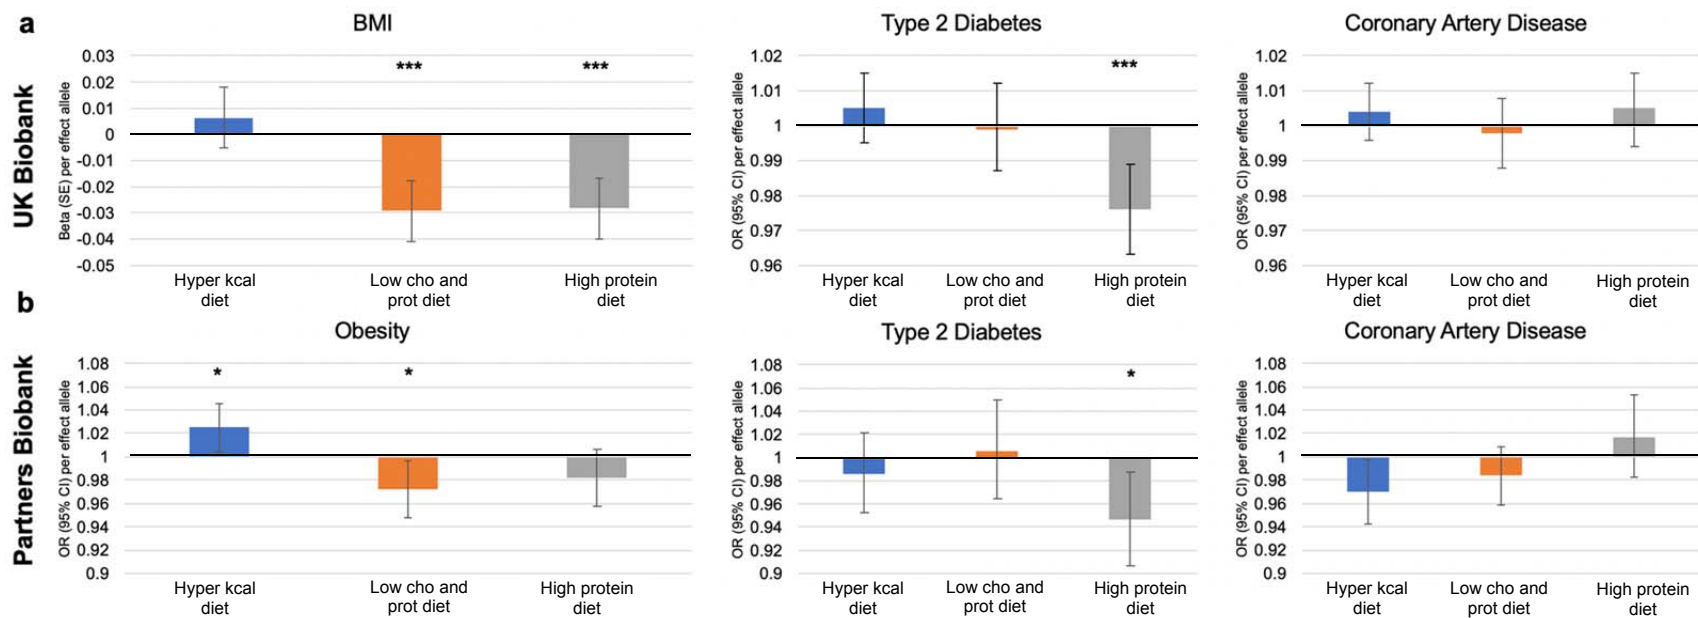 a
UK Biobank
BMI
Beta (SE) per effect allele
0.03
0.02
0.01
0
-0.01
-0.02
-0.03
-0.04
-0.05
***
***
Hyper kcal
diet
Low cho and
prot diet
High protein
diet
Type 2 Diabetes
OR (95% CI) per effect allele
1.02
1.01
1
0.99
0.98
0.97
0.96
***
Hyper kcal
diet
Low cho and
prot diet
High protein
diet
Coronary Artery Disease
OR (95% CI) per effect allele
1.02
1.01
1
0.99
0.98
0.97
0.96
Hyper kcal
diet
Low cho and
prot diet
High protein
diet
b
Partners Biobank
Obesity
OR (95% CI) per effect allele
1.08
1.06
1.04
1.02
1
0.98
0.96
0.94
0.92
0.9
*
*
Hyper kcal
diet
Low cho and
prot diet
High protein
diet
Type 2 Diabetes
OR (95% CI) per effect allele
1.08
1.06
1.04
1.02
1
0.98
0.96
0.94
0.92
0.9
*
Hyper kcal
diet
Low cho and
prot diet
High protein
diet
Coronary Artery Disease
OR (95% CI) per effect allele
1.08
1.06
1.04
1.02
1
0.98
0.96
0.94
0.92
0.9
Hyper kcal
diet
Low cho and
prot diet
High protein
diet